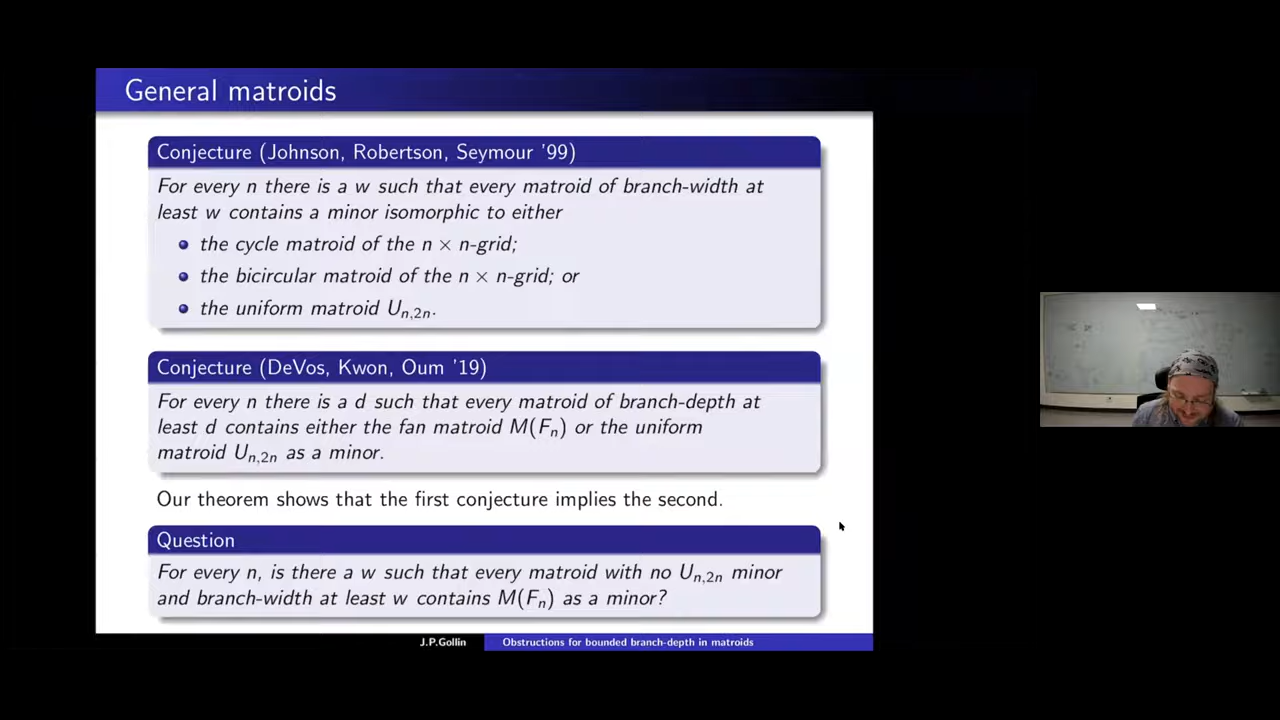 General matroids
Conjecture (Johnson, Robertson, Seymour '99)
For every n there is a w such that every matroid of branch-width at
least w contains a minor isomorphic to either
the cycle matroid of the n × n-grid;
the bicircular matroid of the n × n-grid; or
the uniform matroid Uₙ,₂ₙ.
Conjecture (DeVos, Kwon, Oum '19)
For every n there is a d such that every matroid of branch-depth at
least d contains either the fan matroid M(Fₙ) or the uniform
matroid Uₙ,₂ₙ as a minor.
Our theorem shows that the first conjecture implies the second.
Question
For every n, is there a w such that every matroid with no Uₙ,₂ₙ minor
and branch-width at least w contains M(Fₙ) as a minor?
J.P.Gollin Obstructions for bounded branch-depth in matroids